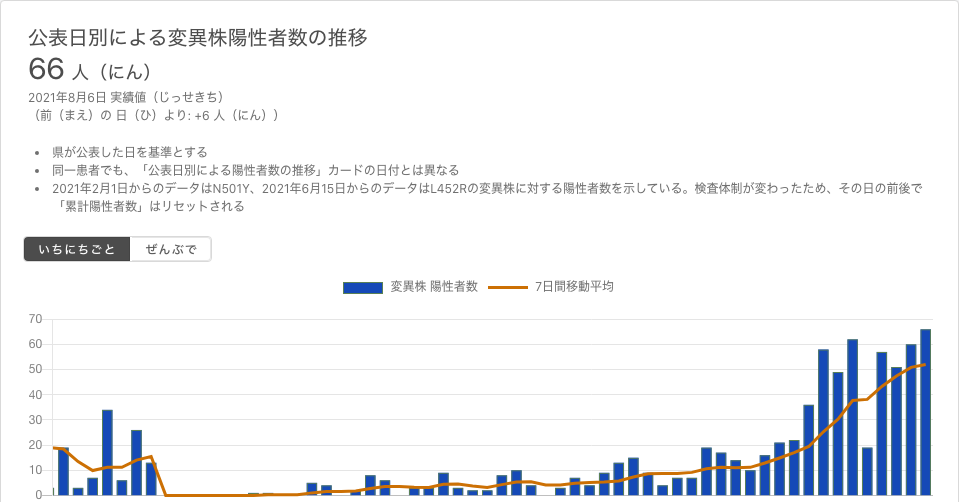 公表日別による変異株陽性者数の推移
66 人（にん）
2021年8月6日 実績値（じっせきち）
（前（まえ）の 日（ひ）より: +6 人（にん））
• 県が公表した日を基準とする
• 同一患者でも、「公表日別による陽性者数の推移」カードの日付とは異なる
• 2021年2月1日からのデータはN501Y、2021年6月15日からのデータはL452Rの変異株に対する陽性者数を示している。検査体制が変わったため、その日の前後で
「累計陽性者数」はリセットされる
いちにちごと ぜんぶで
変異株 陽性者数 7日間移動平均
70
60
50
40
30
20
10
0